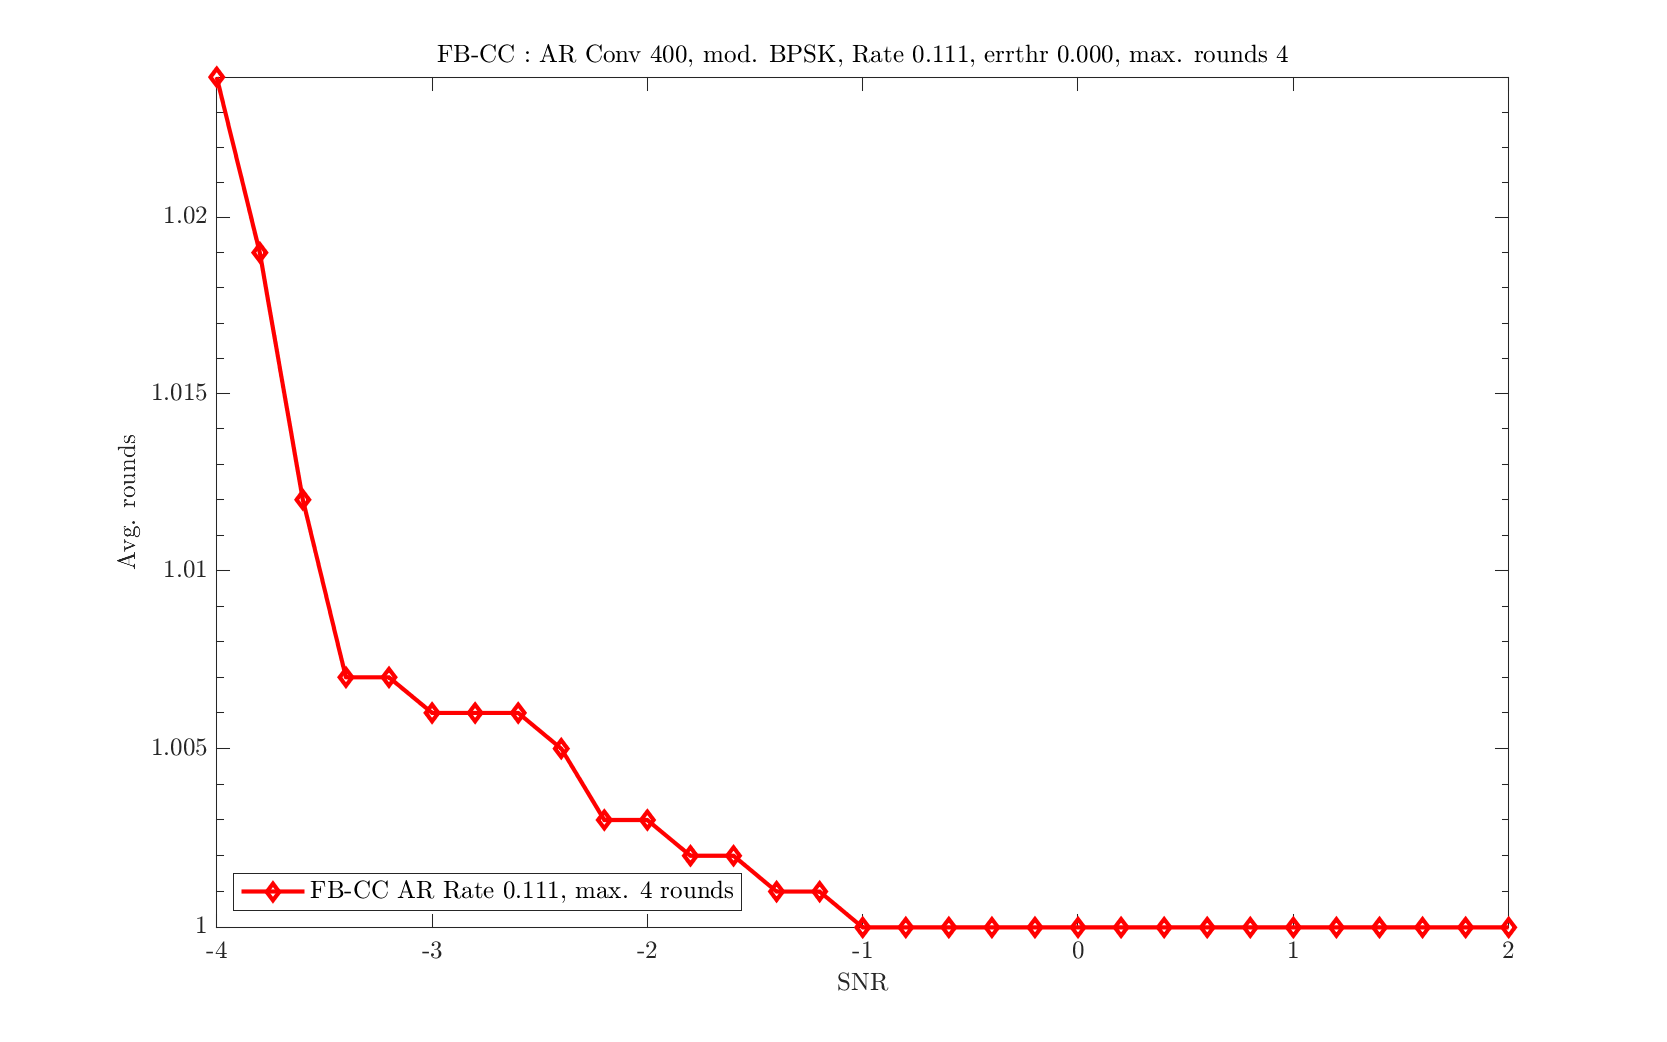 FB-CC : AR Conv 400, mod. BPSK, Rate 0.111, errthr 0.000, max. rounds 4
1.02
1.015
1.01
1.005
1
Avg. rounds
FB-CC AR Rate 0.111, max. 4 rounds
-4 -3 -2 -1 0 1 2
SNR